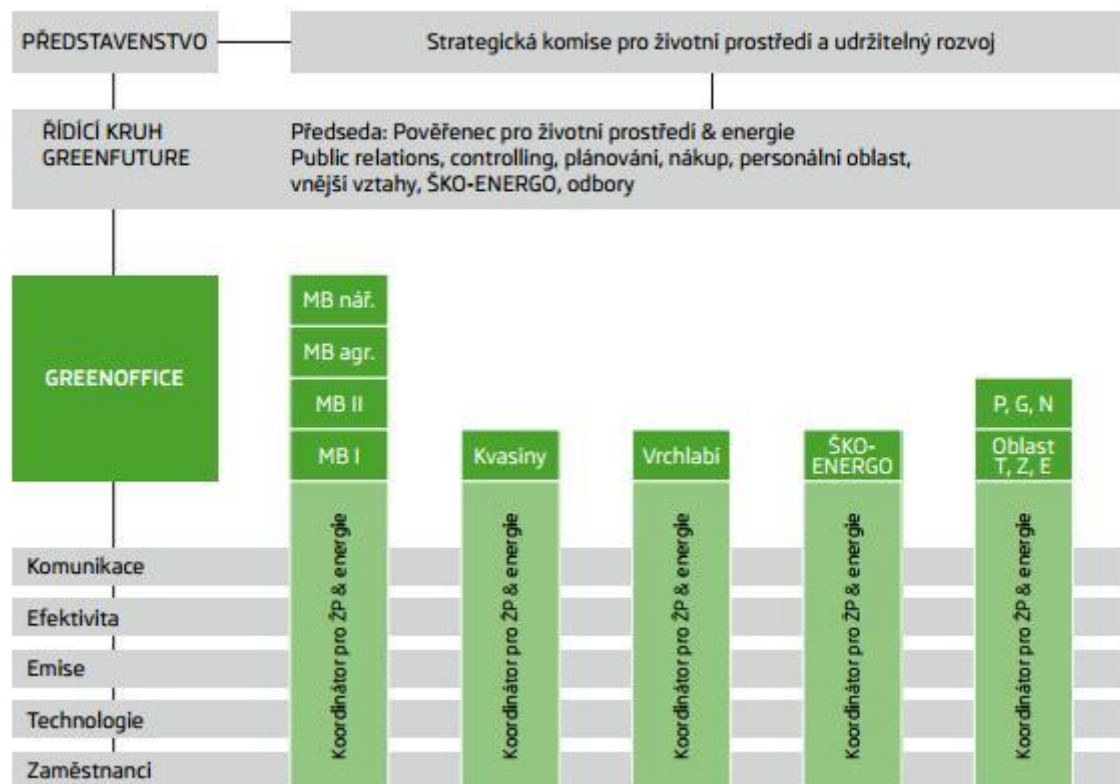 PŘEDSTAVENSTVO
Strategická komise pro životní prostředí a udržitelný rozvoj
ŘÍDÍCÍ KRUH
GREENFUTURE
Předseda: Pověřenec pro životní prostředí & energie
Public relations, controlling, plánování, nákup, personální oblast,
vnější vztahy, ŠKO-ENERGO, odbory
GREENOFFICE
MB nář.
MB agr.
MB II
MB I
Kvasiny
Vrchlabí
ŠKO-
ENERGO
P, G, N
Oblast
T, Z, E
Koordinátor pro ŽP & energie
Koordinátor pro ŽP & energie
Koordinátor pro ŽP & energie
Koordinátor pro ŽP & energie
Koordinátor pro ŽP & energie
Komunikace
Efektivita
Emise
Technologie
Zaměstnanci